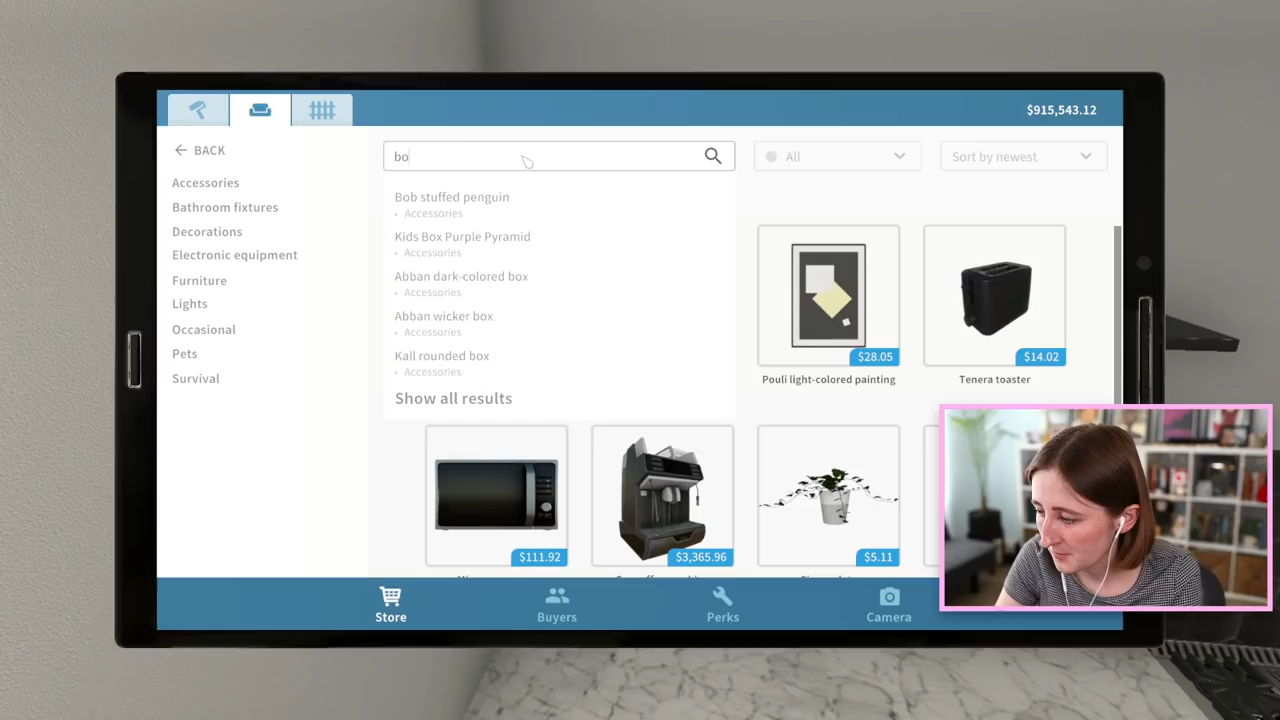 $915,543.12
BACK
bo
All
Sort by newest
Accessories
Bathroom fixtures
Decorations
Electronic equipment
Furniture
Lights
Occasional
Pets
Survival
Bob stuffed penguin
• Accessories
Kids Box Purple Pyramid
• Accessories
Abban dark-colored box
• Accessories
Abban wicker box
• Accessories
Kall rounded box
• Accessories
Show all results
$28.05
$14.02
Pouli light-colored painting
Tenera toaster
$111.92
$3,365.96
$5.11
Store
Buyers
Perks
Camera